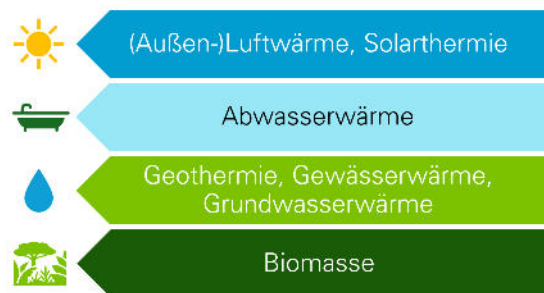 (Außen-)Luftwärme, Solarthermie
Abwasserwärme
Geothermie, Gewässerwärme,
Grundwasserwärme
Biomasse